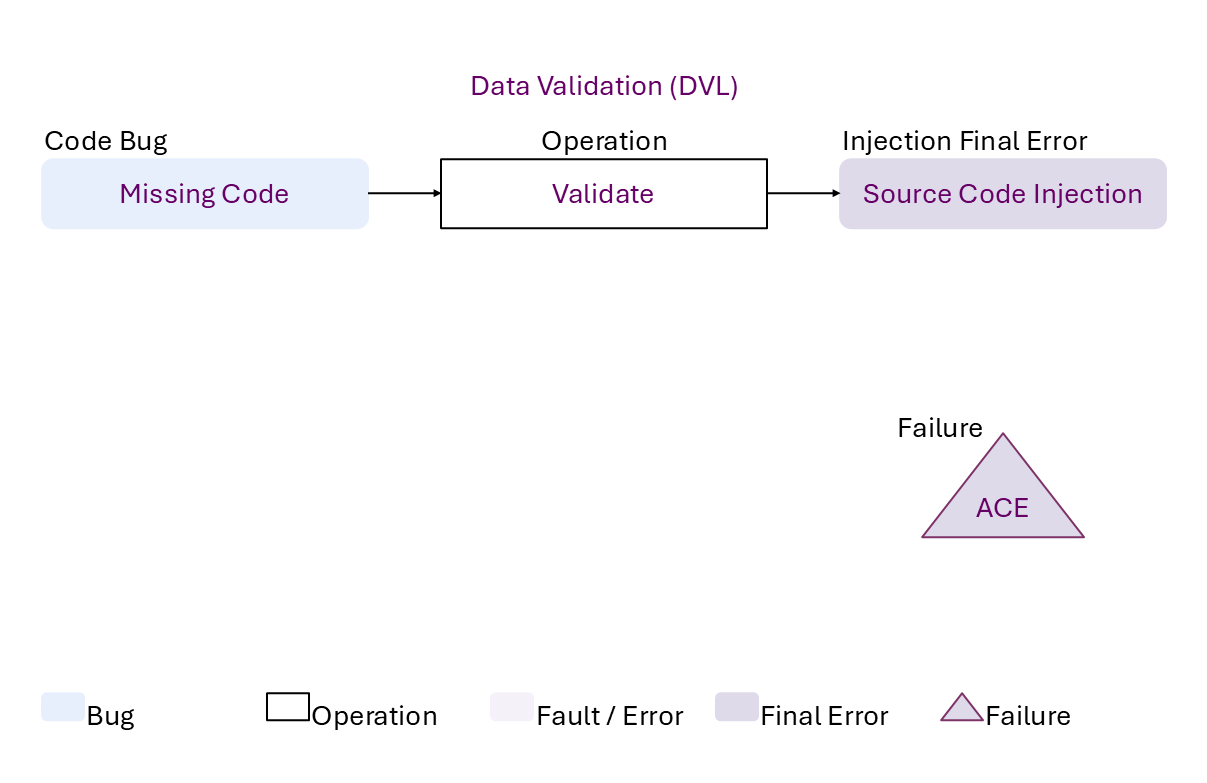 Data Validation (DVL)
Code Bug
Operation
Injection Final Error
Missing Code
Validate
Source Code Injection
Failure
ACE
Bug
Operation
Fault / Error
Final Error
Failure